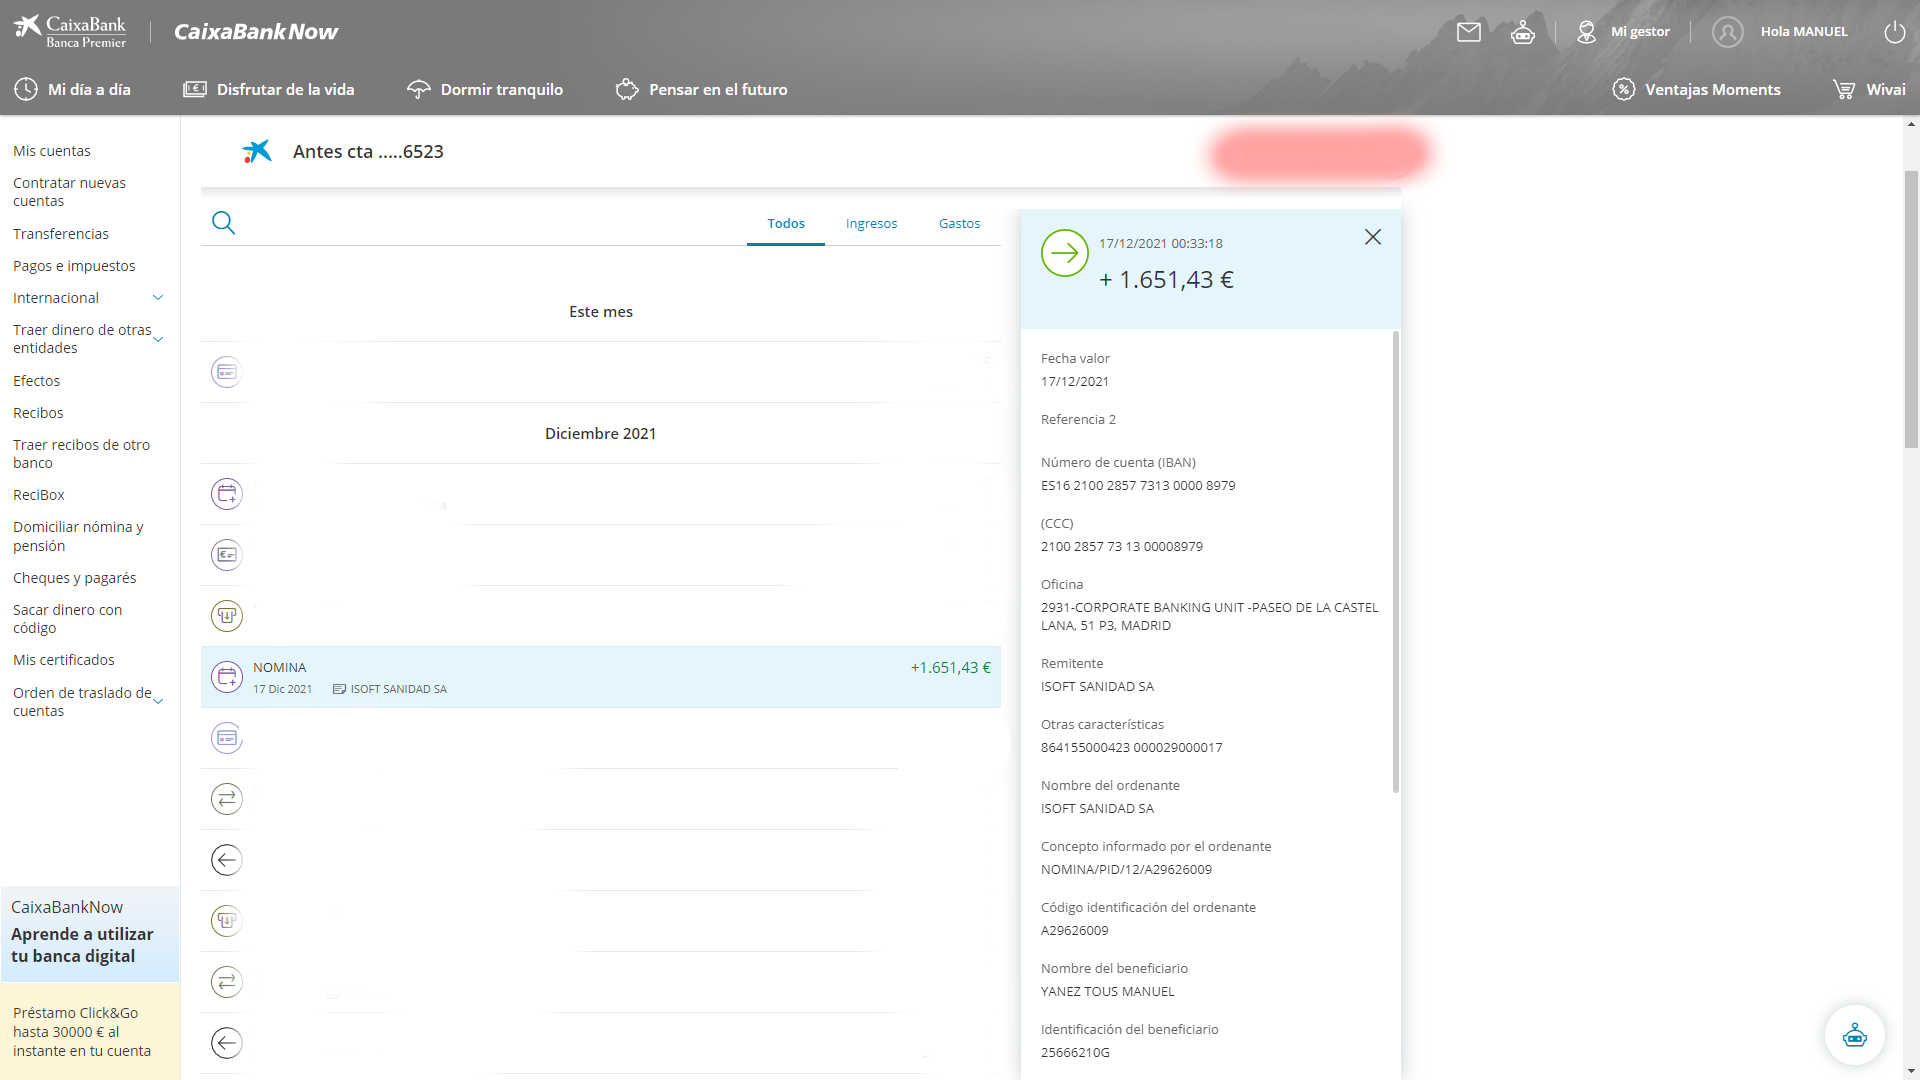 CaixaBank
Banca Premier
CaixaBankNow
Mi gestor
Hola MANUEL
Mi día a día
Disfrutar de la vida
Dormir tranquilo
Pensar en el futuro
Ventajas Moments
Wivai
Mis cuentas
Contratar nuevas
cuentas
Transferencias
Pagos e impuestos
Internacional
Traer dinero de otras
entidades
Efectos
Recibos
Traer recibos de otro
banco
ReciBox
Domiciliar nómina y
pensión
Cheques y pagarés
Sacar dinero con
código
Mis certificados
Orden de traslado de
cuentas
CaixaBankNow
Aprende a utilizar
tu banca digital
Préstamo Click&Go
hasta 30000 € al
instante en tu cuenta
Antes cta .....6523
Todos
Ingresos
Gastos
Este mes
Diciembre 2021
NOMINA
+1.651,43 €
17 Dic 2021
ISOFT SANIDAD SA
17/12/2021 00:33:18
+ 1.651,43 €
Fecha valor
17/12/2021
Referencia 2
Número de cuenta (IBAN)
ES16 2100 2857 7313 0000 8979
(CCC)
2100 2857 73 13 00008979
Oficina
2931-CORPORATE BANKING UNIT -PASEO DE LA CASTEL
LANA, 51 P3, MADRID
Remitente
ISOFT SANIDAD SA
Otras características
864155000423 000029000017
Nombre del ordenante
ISOFT SANIDAD SA
Concepto informado por el ordenante
NOMINA/PID/12/A29626009
Código identificación del ordenante
A29626009
Nombre del beneficiario
YANEZ TOUS MANUEL
Identificación del beneficiario
25666210G